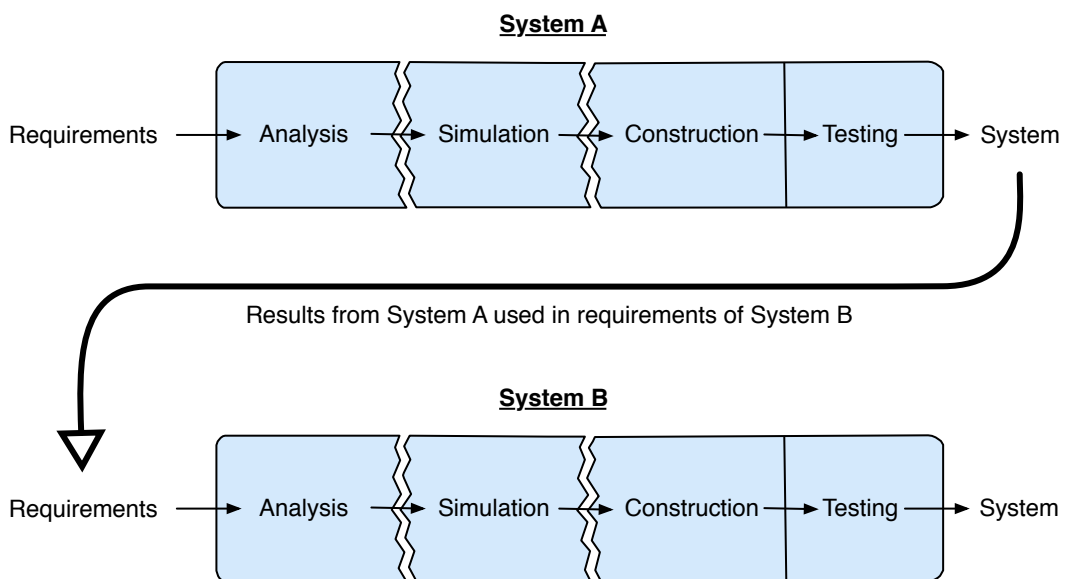 System A
Requirements Analysis Simulation Construction Testing System
Results from System A used in requirements of System B
System B
Requirements Analysis Simulation Construction Testing System